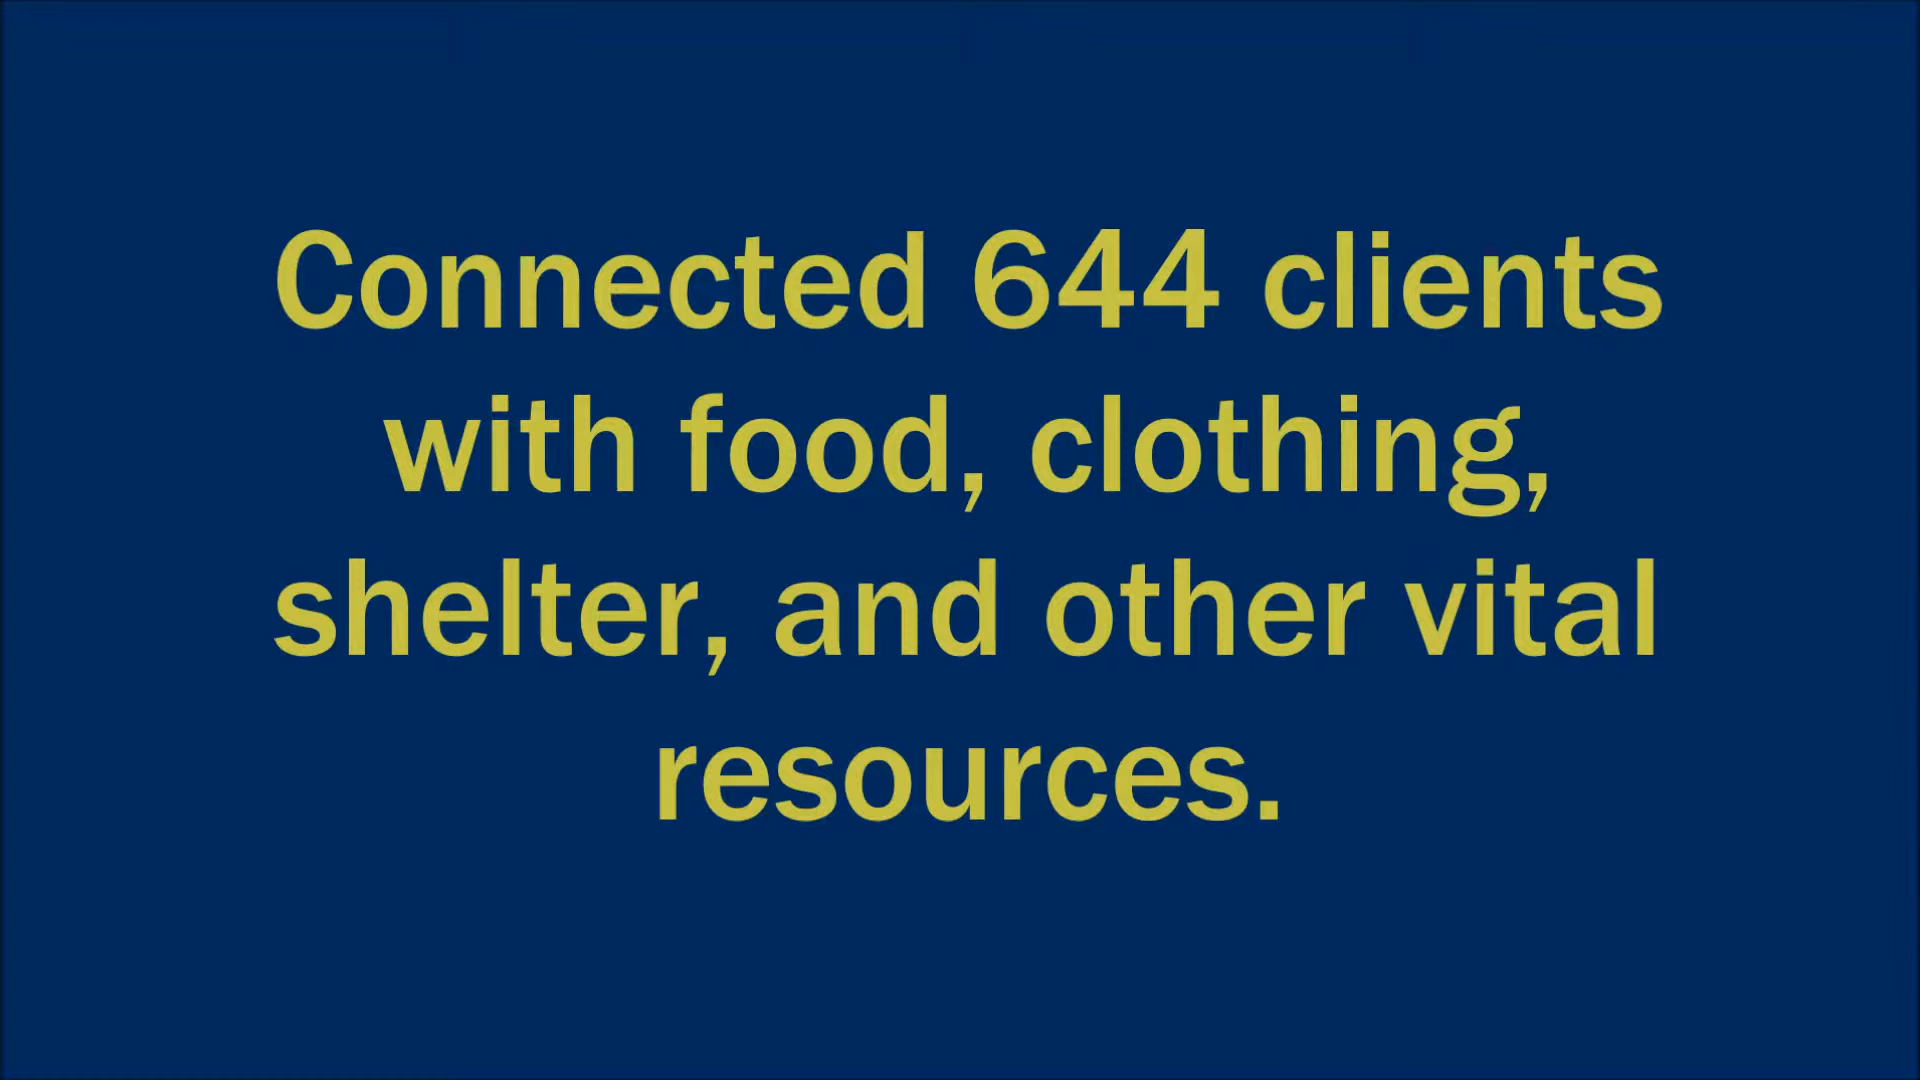 Connected 644 clients
with food, clothing,
shelter, and other vital
resources.